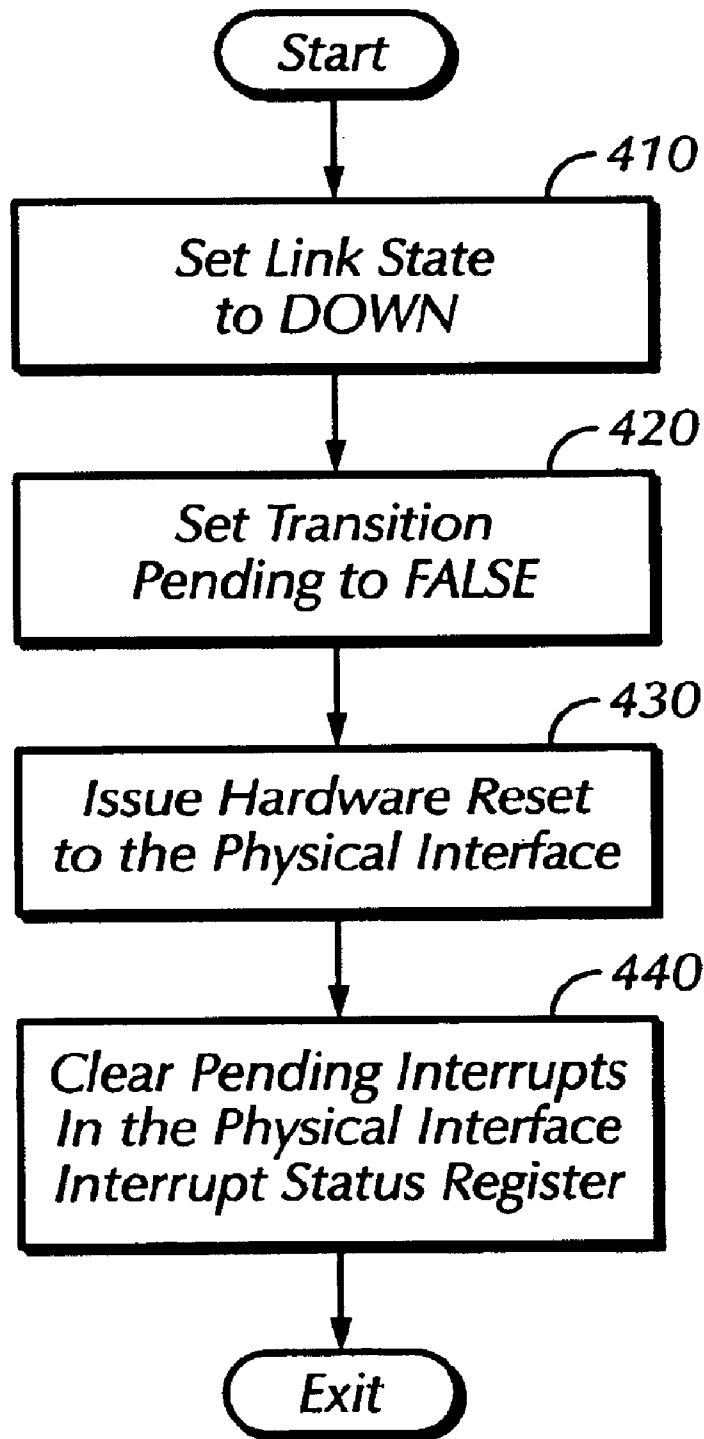 Start
410
Set Link State
to DOWN
420
Set Transition
Pending to FALSE
430
Issue Hardware Reset
to the Physical Interface
440
Clear Pending Interrupts
In the Physical Interface
Interrupt Status Register
Exit